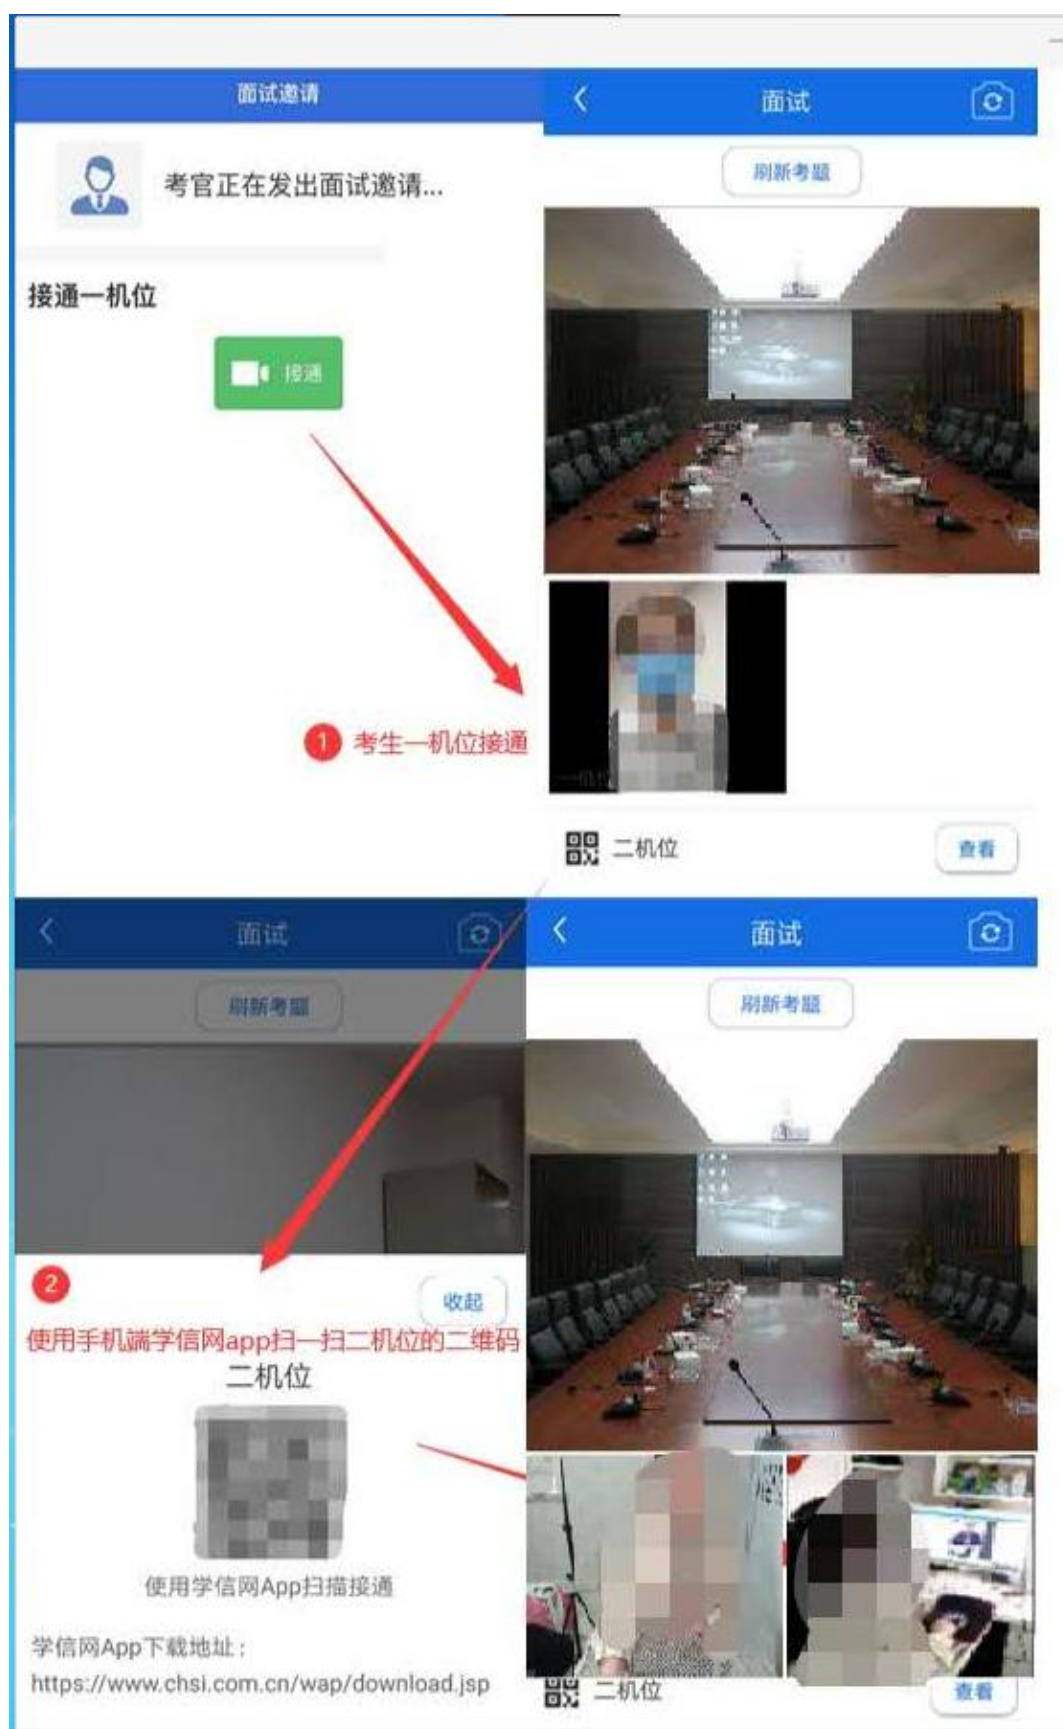 面试邀请
考官正在发出面试邀请...
接通一机位
接通
1 考生一机位接通
面试
刷新考题
一机位
二机位
查看
面试
刷新考题
2
收起
使用手机端学信网app扫一扫二机位的二维码
二机位
使用学信网App扫描接通
学信网App下载地址：
https://www.chsi.com.cn/wap/download.jsp
面试
刷新考题
二机位
查看